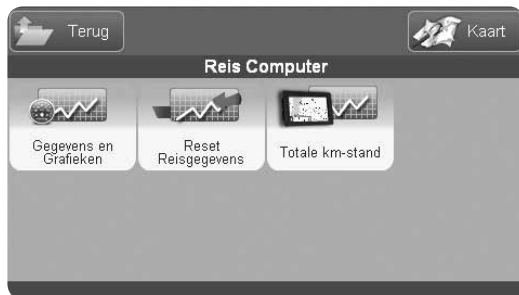 Terug
Kaart
Reis Computer
Gegevens en
Grafieken
Reset
Reisgegevens
Totale km-stand